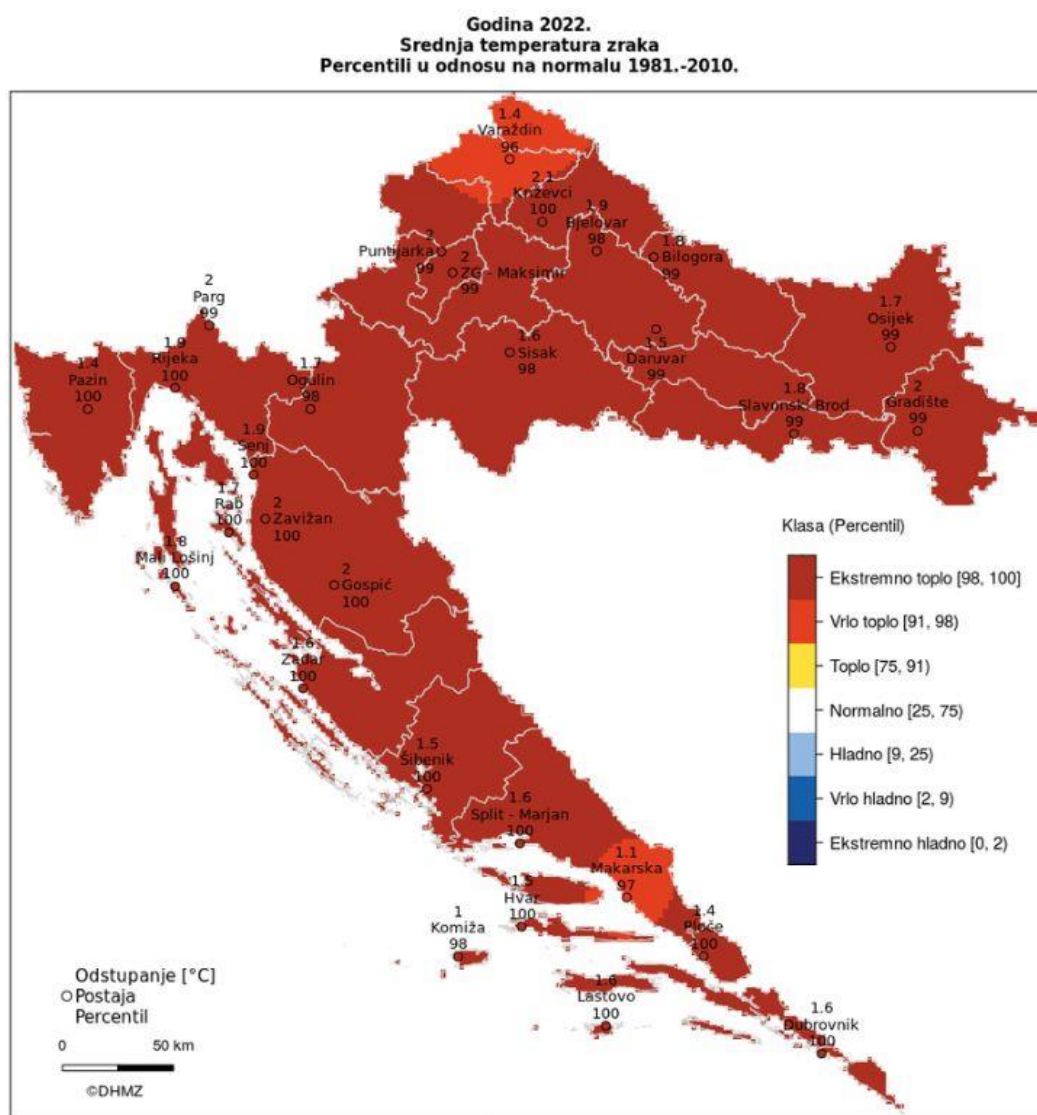 Godina 2022.
Srednja temperatura zraka
Percentili u odnosu na normalu 1981.-2010.
1.4
Varaždin
96
2.1
Križevci
100
1.9
Bjelovar
98
2
Puntijarka
99
2
ZG - Maksimir
99
1.8
Bilogora
99
2
Parg
99
1.7
Osijek
99
1.9
Rijeka
100
1.4
Pazin
100
1.7
Ogulin
98
1.6
Sisak
98
1.5
Daruvar
99
1.8
Slavonski Brod
99
2
Gradište
99
1.9
Senj
100
1.7
Rab
100
2
Zavižan
100
1.8
Mali Lošinj
100
2
Gospić
100
1.6
Zadar
100
1.5
Šibenik
100
1.6
Split - Marjan
100
1.1
Makarska
97
1.5
Hvar
100
1
Komiža
98
1.4
Ploče
100
1.6
Lastovo
100
1.6
Dubrovnik
100
Klasa (Percentil)
Ekstremno toplo [98, 100]
Vrlo toplo [91, 98)
Toplo [75, 91)
Normalno [25, 75)
Hladno [9, 25)
Vrlo hladno [2, 9)
Ekstremno hladno [0, 2)
Odstupanje [°C]
Postaja
Percentil
0 50 km
©DHMZ